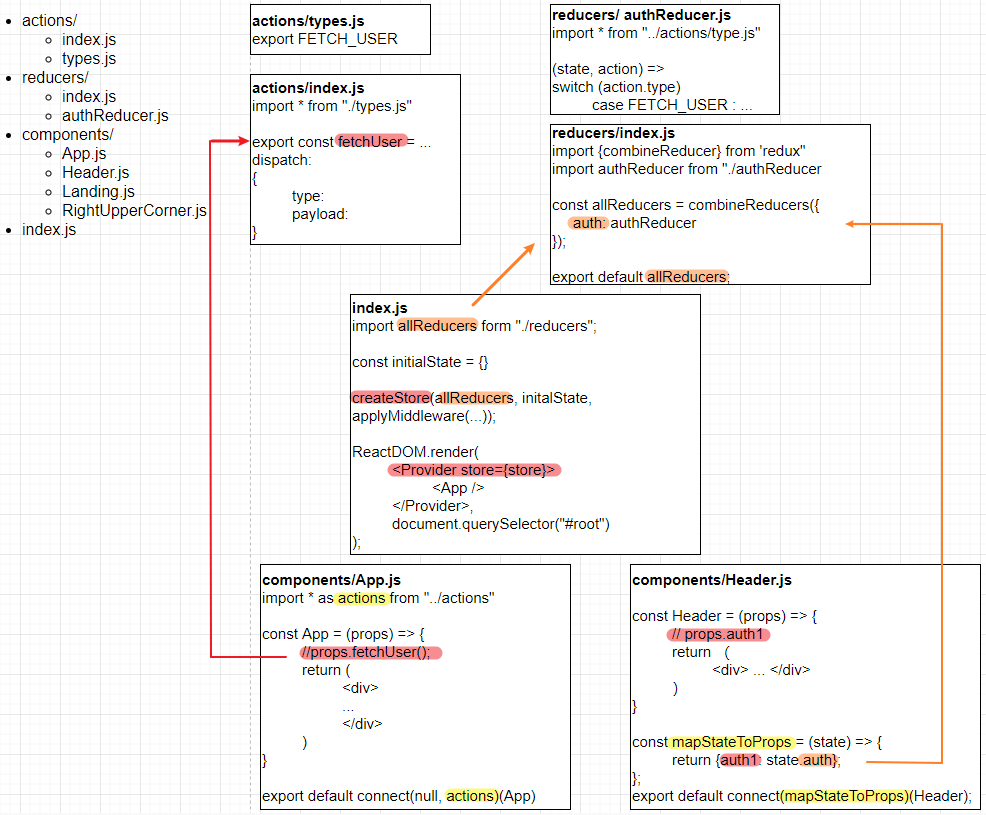 actions/
index.js
types.js
reducers/
index.js
authReducer.js
components/
App.js
Header.js
Landing.js
RightUpperCorner.js
index.js
actions/types.js
export FETCH_USER
actions/index.js
import * from "./types.js"
export const fetchUser = ...
dispatch:
{
type:
payload:
}
reducers/ authReducer.js
import * from "../actions/type.js"
(state, action) =>
switch (action.type)
case FETCH_USER : ...
reducers/index.js
import {combineReducer} from 'redux"
import authReducer from "./authReducer
const allReducers = combineReducers({
auth: authReducer
});
export default allReducers;
index.js
import allReducers form "./reducers";
const initialState = {}
createStore(allReducers, initalState,
applyMiddleware(...));
ReactDOM.render(
<Provider store={store}>
<App />
</Provider>,
document.querySelector("#root")
);
components/App.js
import * as actions from "../actions"
const App = (props) => {
//props.fetchUser();
return (
<div>
...
</div>
)
}
export default connect(null, actions)(App)
components/Header.js
const Header = (props) => {
// props.auth1
return (
<div> ... </div>
)
}
const mapStateToProps = (state) => {
return {auth1: state.auth};
};
export default connect(mapStateToProps)(Header);